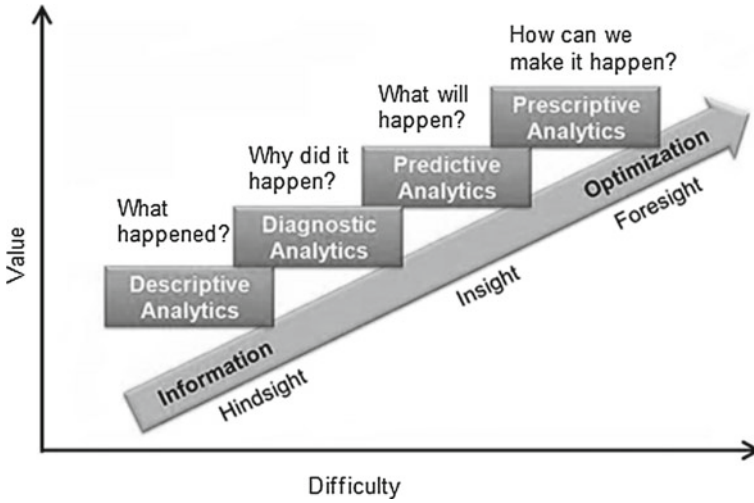 How can we
make it happen?
What will
happen?
Prescriptive
Analytics
Why did it
happen?
Predictive
Analytics
Optimization
Foresight
What
happened?
Diagnostic
Analytics
Insight
Descriptive
Analytics
Information
Hindsight
Value
Difficulty